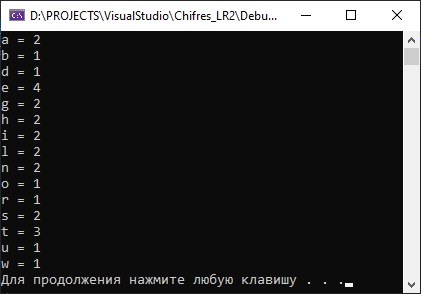 D:\PROJECTS\VisualStudio\Chifres_LR2\Debu...
a = 2
b = 1
d = 1
e = 4
g = 2
h = 2
i = 2
l = 2
n = 2
o = 1
r = 1
s = 2
t = 3
u = 1
w = 1
Для продолжения нажмите любую клавишу . . .